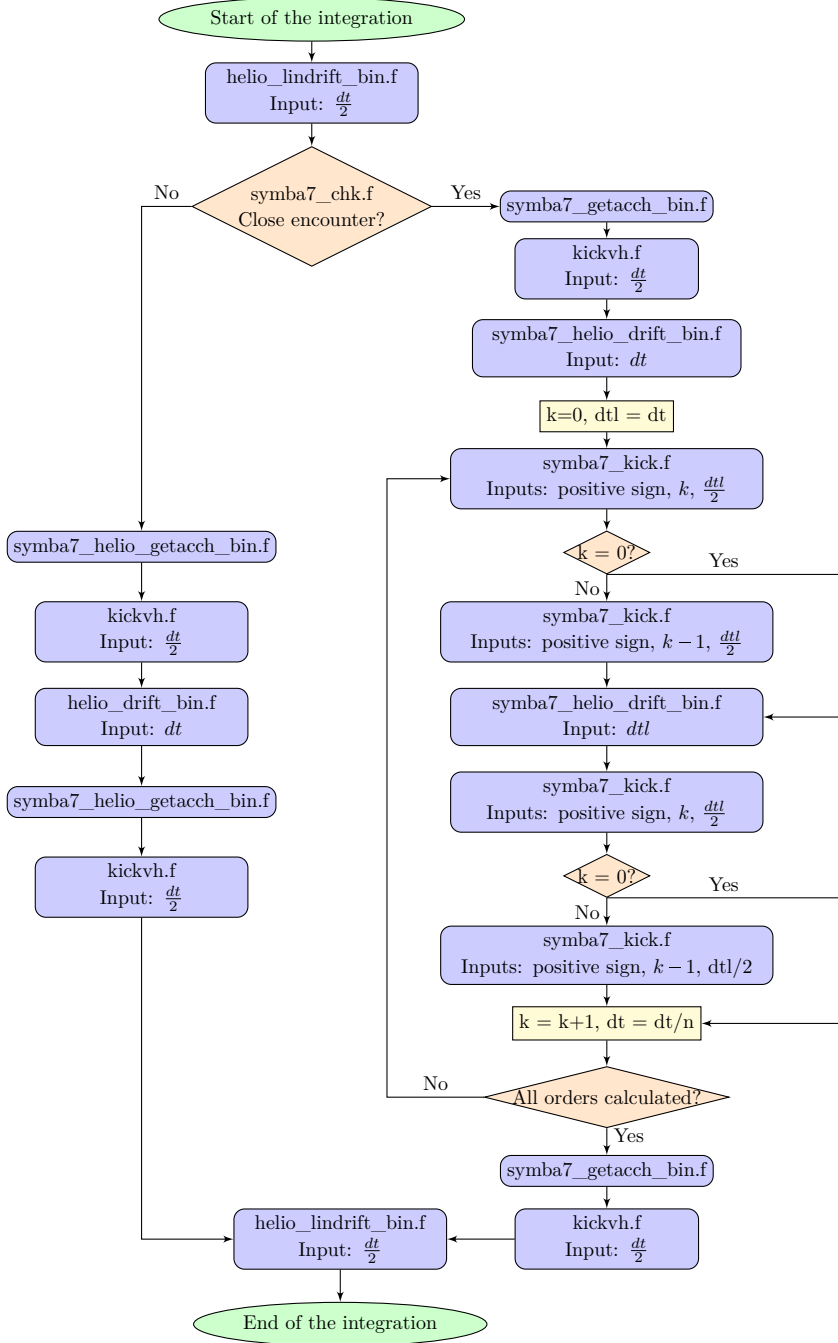 Start of the integration
helio_lindrift_bin.f
Input: dt/2
symba7_chk.f
Close encounter?
No
Yes
symba7_getacch_bin.f
kickvh.f
Input: dt/2
symba7_helio_drift_bin.f
Input: dt
k=0, dtl = dt
symba7_kick.f
Inputs: positive sign, k, dtl/2
k = 0?
Yes
No
symba7_kick.f
Inputs: positive sign, k − 1, dtl/2
symba7_helio_drift_bin.f
Input: dtl
symba7_kick.f
Inputs: positive sign, k, dtl/2
k = 0?
Yes
No
symba7_kick.f
Inputs: positive sign, k − 1, dtl/2
k = k+1, dt = dt/n
All orders calculated?
No
Yes
symba7_getacch_bin.f
kickvh.f
Input: dt/2
symba7_helio_getacch_bin.f
kickvh.f
Input: dt/2
helio_drift_bin.f
Input: dt
symba7_helio_getacch_bin.f
kickvh.f
Input: dt/2
helio_lindrift_bin.f
Input: dt/2
End of the integration